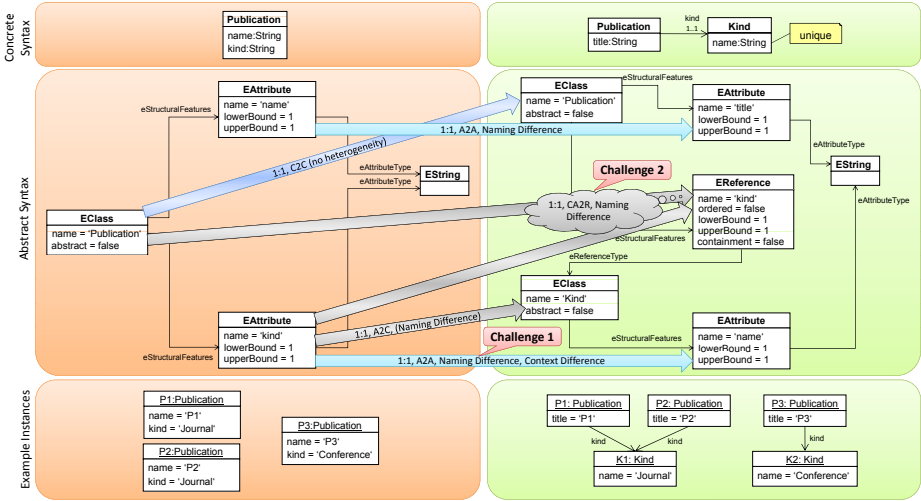 Concrete
Syntax
Publication
name:String
kind:String
Publication
title:String
kind
1..1
Kind
name:String
unique
Abstract Syntax
EAttribute
name = 'name'
lowerBound = 1
upperBound = 1
eStructuralFeatures
EClass
name = 'Publication'
abstract = false
eStructuralFeatures
EAttribute
name = 'title'
lowerBound = 1
upperBound = 1
1:1, A2A, Naming Difference
1:1, C2C (no heterogeneity)
eAttributeType
eAttributeType
EString
Challenge 2
eAttributeType
EString
eAttributeType
1:1, CA2R, Naming
Difference
EReference
name = 'kind'
ordered = false
lowerBound = 1
upperBound = 1
containment = false
EClass
name = 'Publication'
abstract = false
eStructuralFeatures
eReferenceType
EClass
name = 'Kind'
abstract = false
EAttribute
name = 'kind'
lowerBound = 1
upperBound = 1
eStructuralFeatures
1:1, A2C, (Naming Difference)
Challenge 1
1:1, A2A, Naming Difference, Context Difference
eStructuralFeatures
EAttribute
name = 'name'
lowerBound = 1
upperBound = 1
Example Instances
P1:Publication
name = 'P1'
kind = 'Journal'
P2:Publication
name = 'P2'
kind = 'Journal'
P3:Publication
name = 'P3'
kind = 'Conference'
P1: Publication
title = 'P1'
P2: Publication
title = 'P2'
P3: Publication
title = 'P3'
kind
kind
kind
K1: Kind
name = 'Journal'
K2: Kind
name = 'Conference'